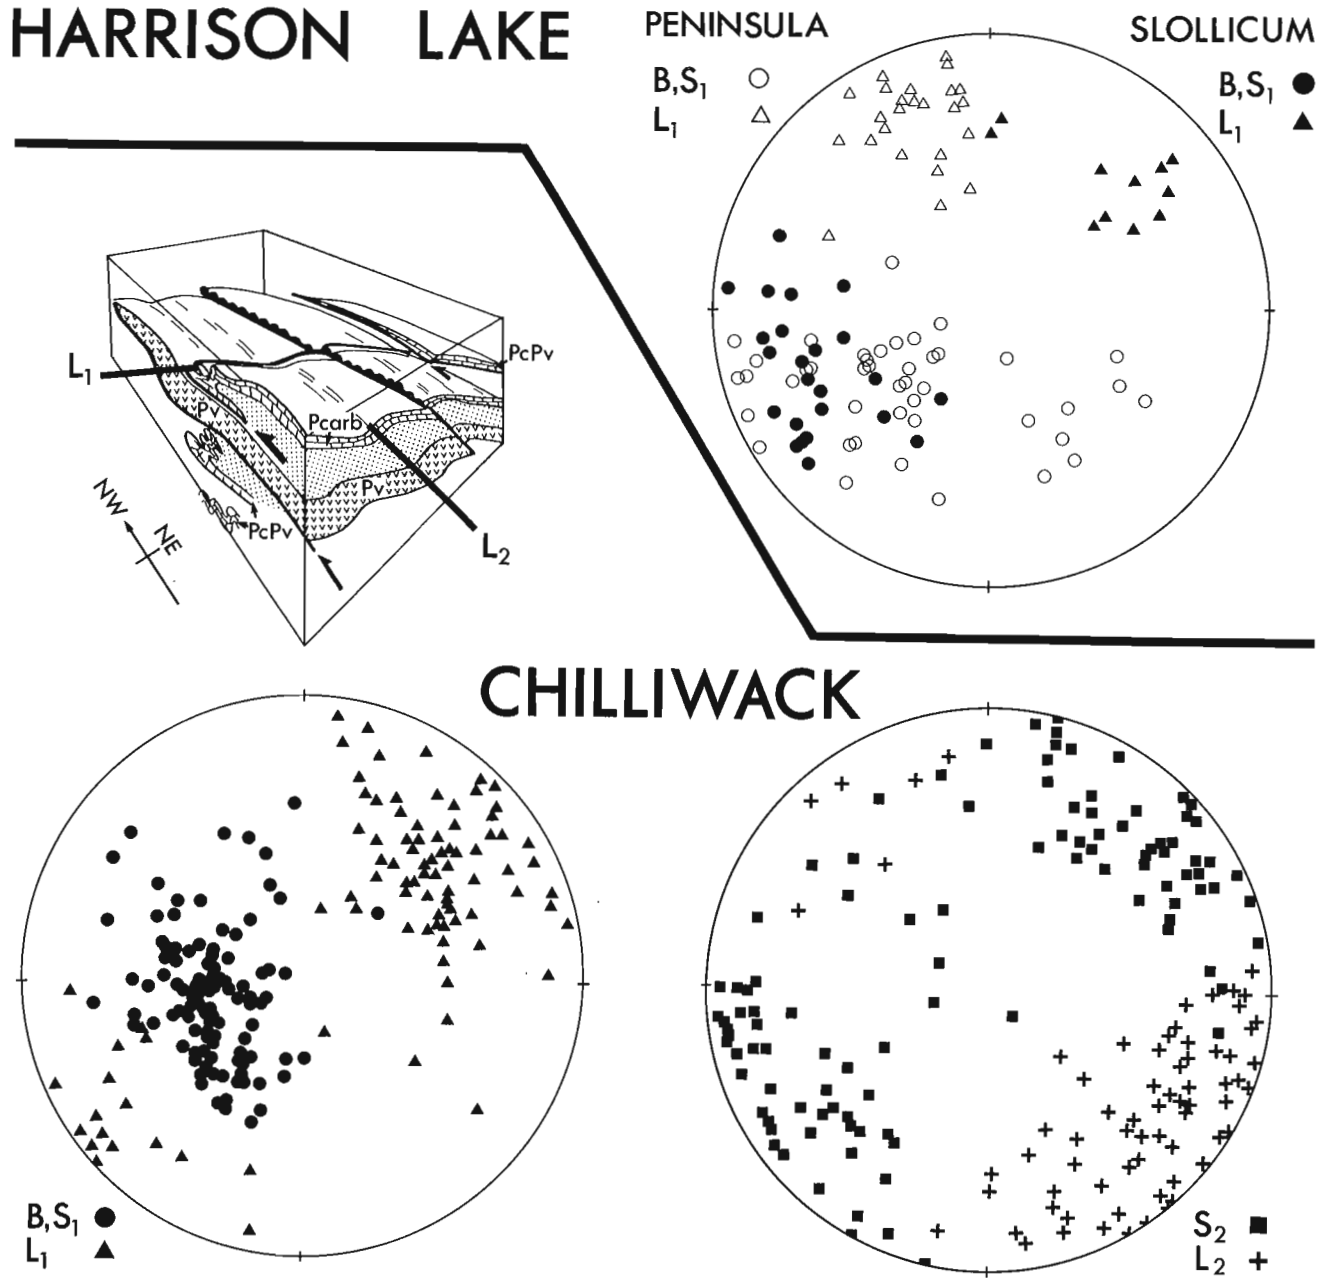 HARRISON LAKE
PENINSULA
B,S₁
L₁
SLOLLICUM
B,S₁
L₁
L₁
PcPv
Pv
Pcarb
Pv
PcPv
L₂
NW
NE
CHILLIWACK
B,S₁
L₁
S₂
L₂